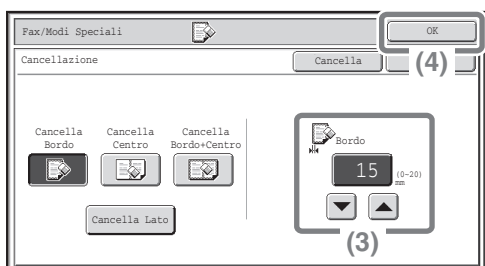 Fax/Modi Speciali
OK
Cancellazione
Cancella
(4)
Cancella Bordo
Cancella Centro
Cancella Bordo+Centro
Cancella Lato
Bordo
15
(0~20)
mm
(3)